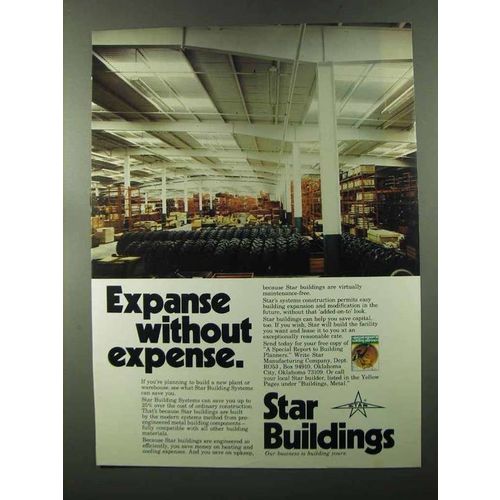 Expanse
without
expense.
If you're planning to build a new plant or
warehouse, see what Star Building Systems
can save you.
Star Building Systems can save you up to
25% over the cost of ordinary construction.
That's because Star buildings are built
by the modern systems method from pre-
engineered metal building components—
fully compatible with all other building
materials.
Because Star buildings are engineered so
efficiently, you save money on heating and
cooling expenses. And you save on upkeep,
because Star buildings are virtually
maintenance-free.
Star's systems construction permits easy
building expansion and modification in the
future, without that 'added-on-to' look.
Star buildings can help you save capital,
too. If you wish, Star will build the facility
you want and lease it to you at an
exceptionally reasonable rate.
Send today for your free copy of
"A Special Report to Building
Planners." Write Star
Manufacturing Company, Dept.
Box 94910, Oklahoma
City, Oklahoma 73109. Or call
your local Star builder, listed in the Yellow
Pages under "Buildings, Metal."
Star
Buildings
Our business is building yours.